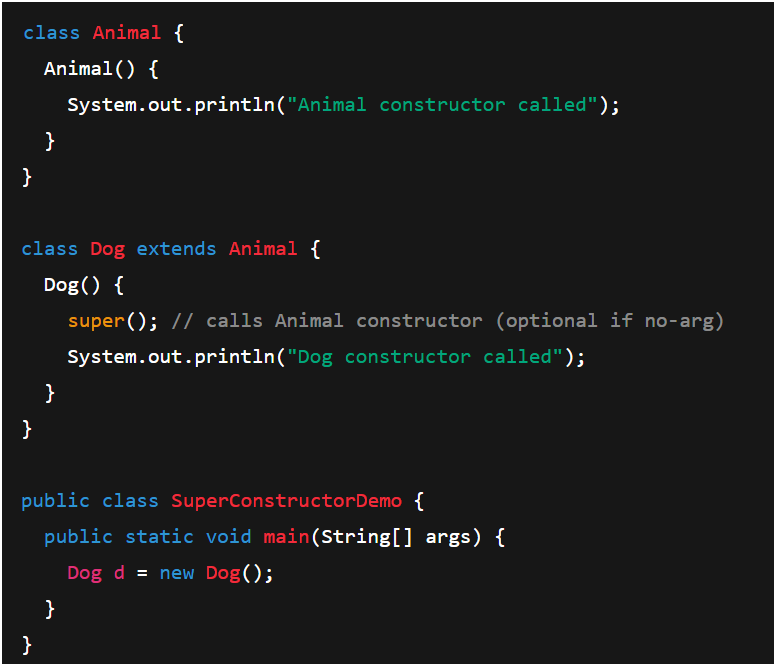 class Animal {
  Animal() {
    System.out.println("Animal constructor called");
  }
}

class Dog extends Animal {
  Dog() {
    super(); // calls Animal constructor (optional if no-arg)
    System.out.println("Dog constructor called");
  }
}

public class SuperConstructorDemo {
  public static void main(String[] args) {
    Dog d = new Dog();
  }
}